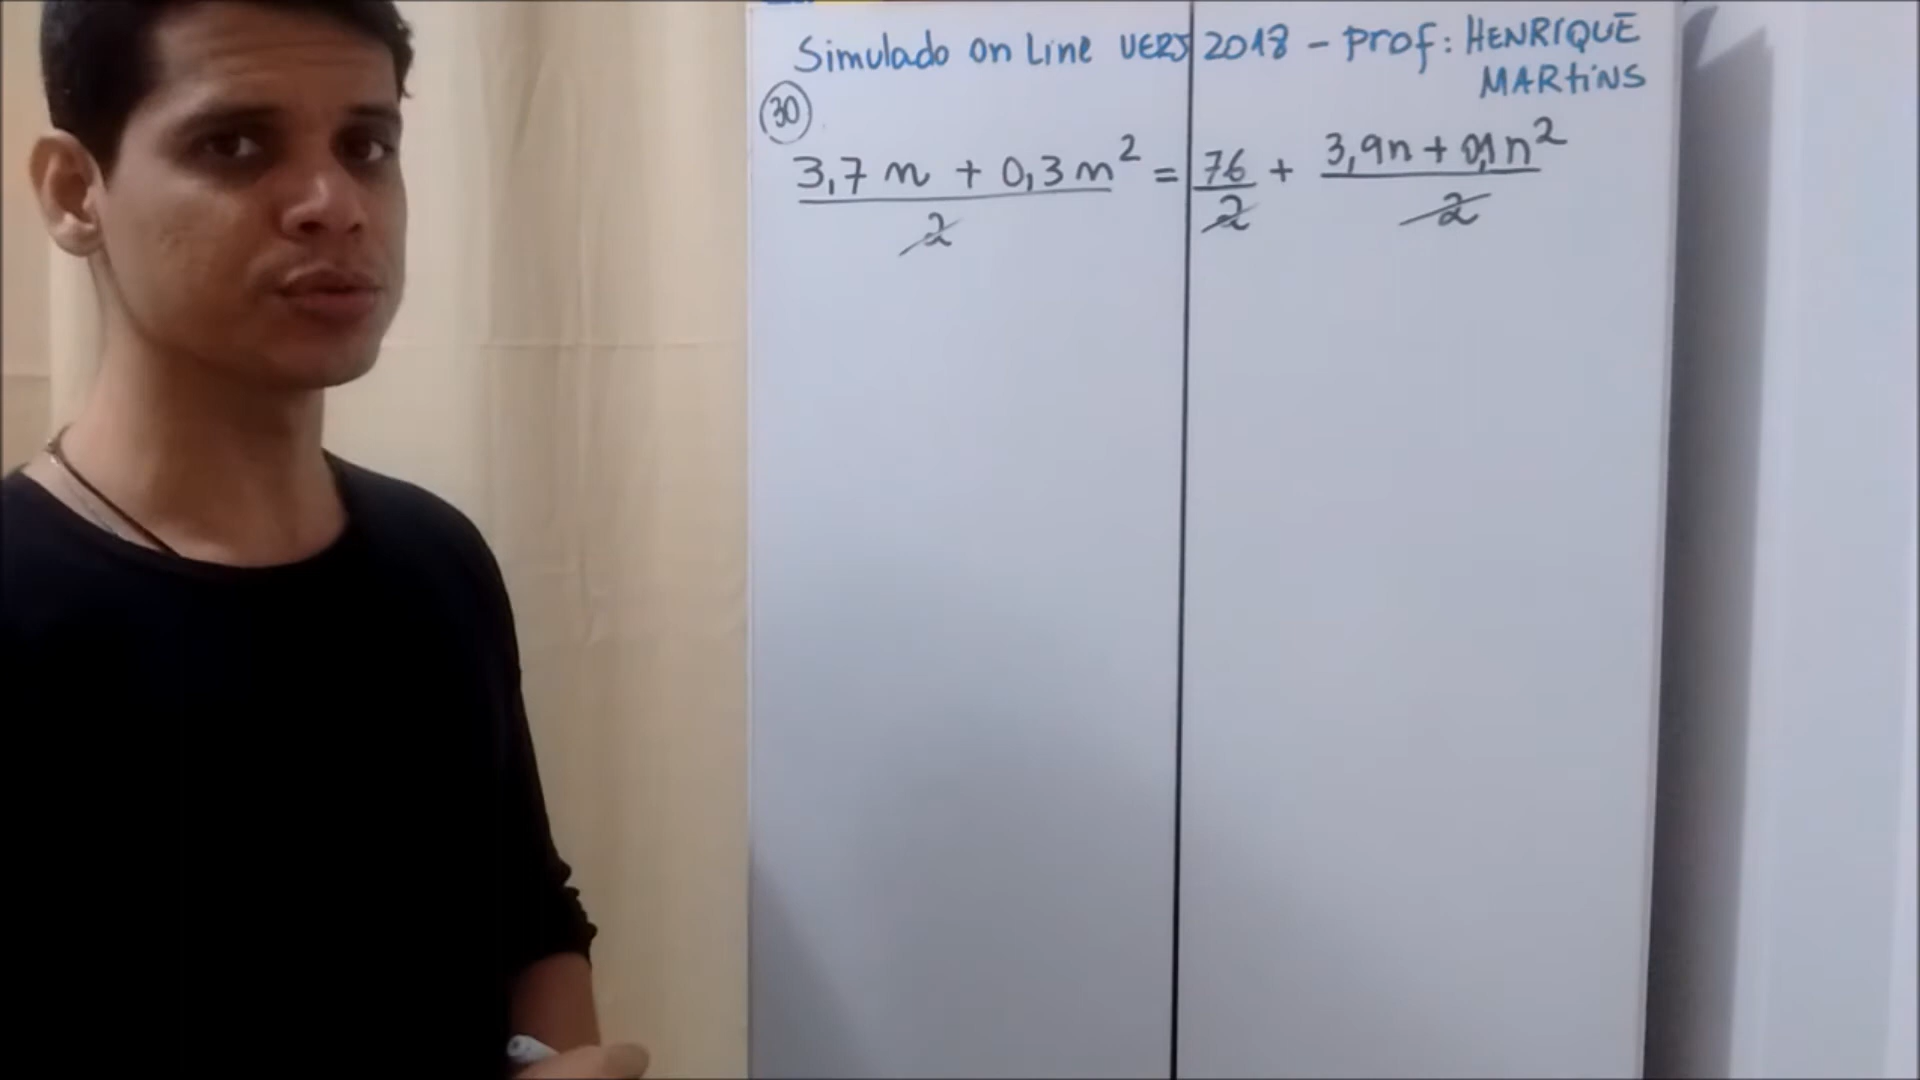 Simulado on Line UERJ 2018 - Prof: HENRIQUE
MARtiNS
30
3,7 n + 0,3 n² = 76 + 3,9n + 0,1n²
2 2 2